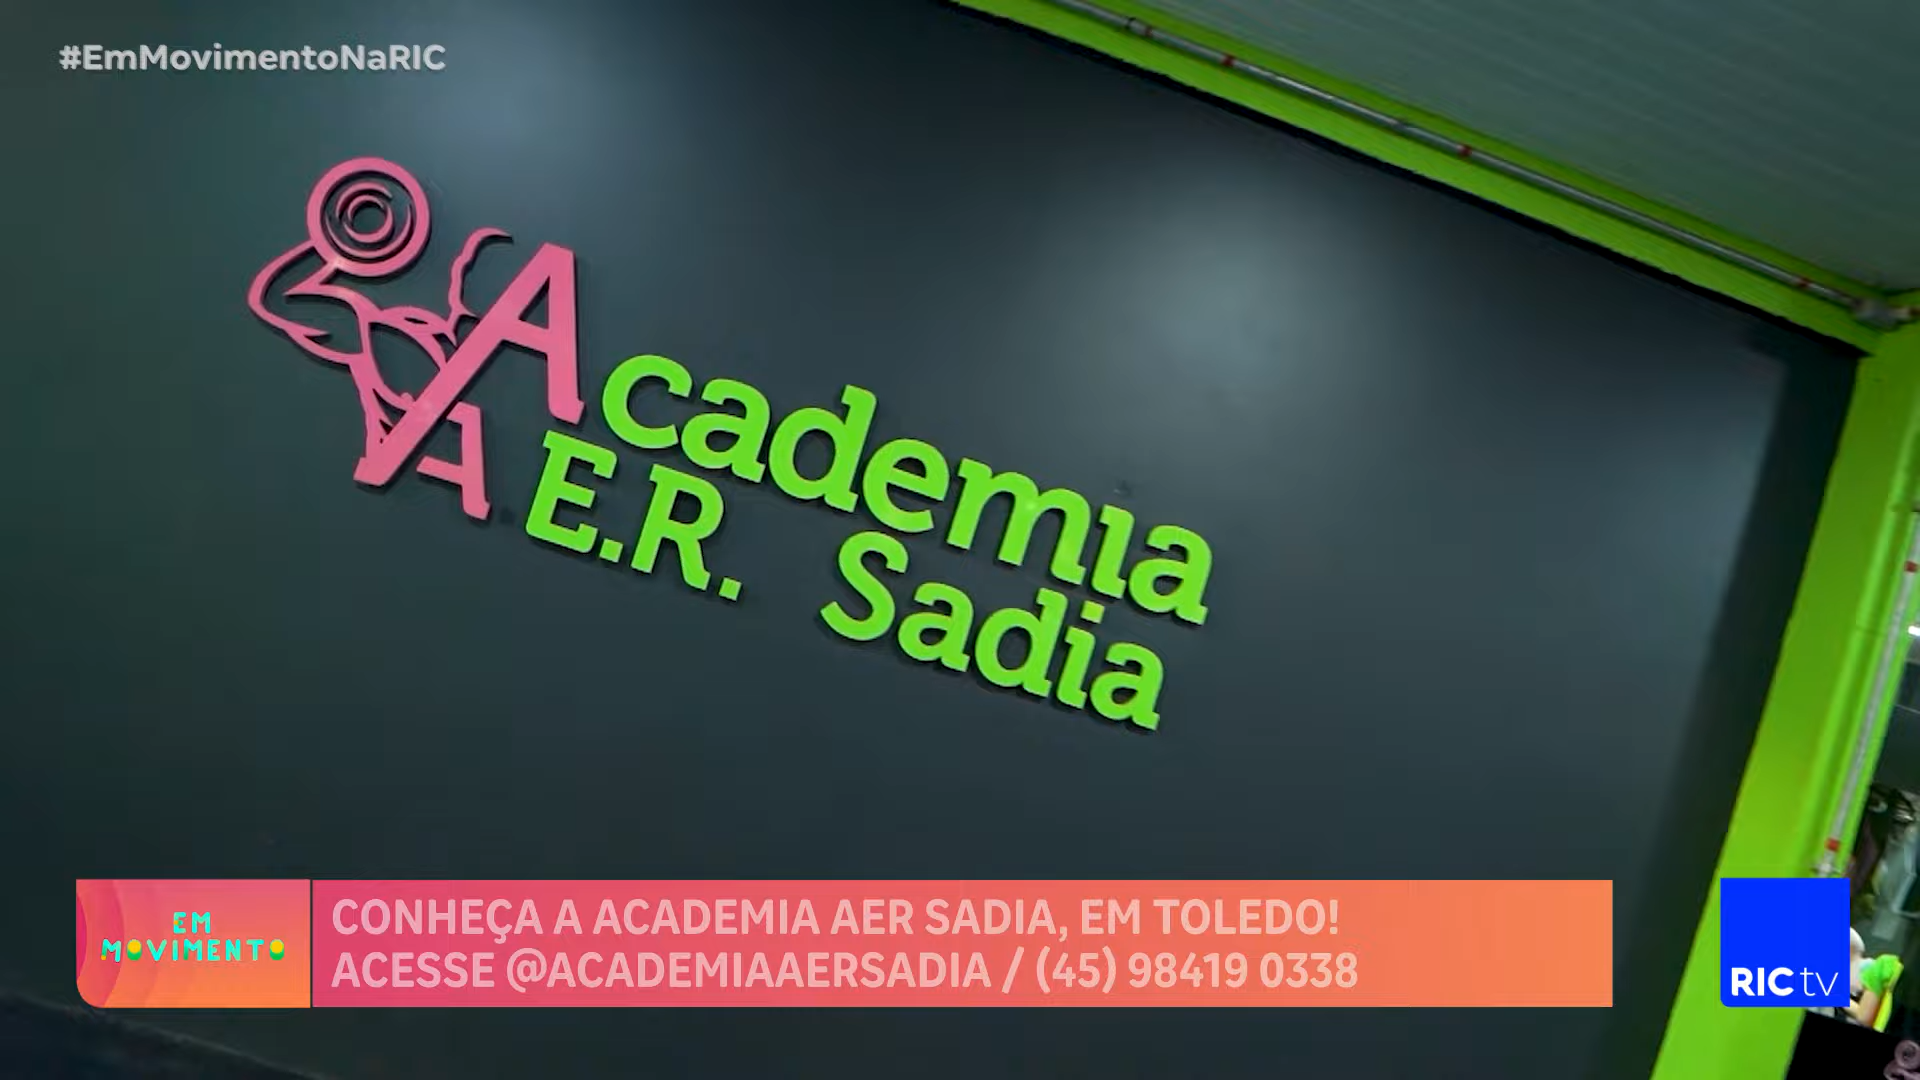 #EmMovimentoNaRIC
Academia
A.E.R. Sadia
EM
MOVIMENTO
CONHEÇA A ACADEMIA AER SADIA, EM TOLEDO!
ACESSE @ACADEMIAAERSADIA / (45) 98419 0338
RIC tv